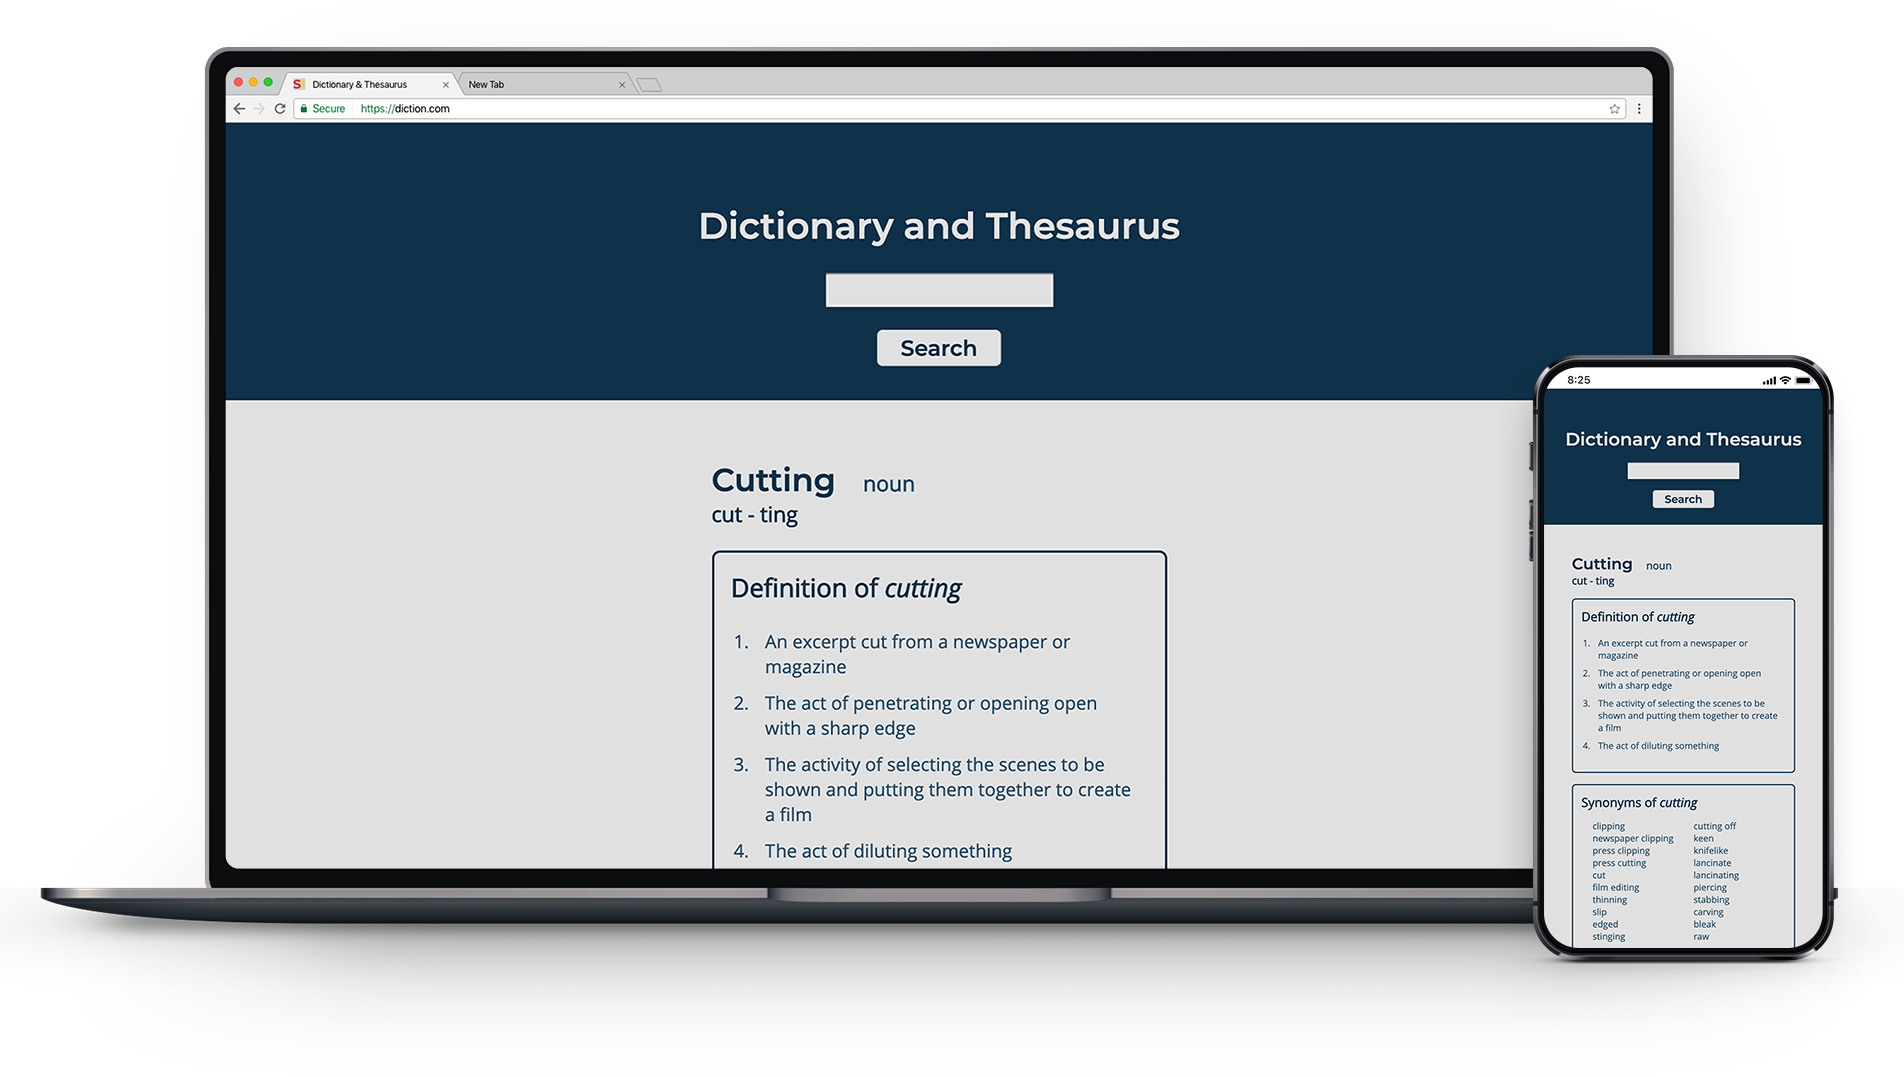 S Dictionary & Thesaurus
New Tab
Secure https://diction.com
Dictionary and Thesaurus
Search
Cutting noun
cut - ting
Definition of cutting
1. An excerpt cut from a newspaper or
magazine
2. The act of penetrating or opening open
with a sharp edge
3. The activity of selecting the scenes to be
shown and putting them together to create
a film
4. The act of diluting something
8:25
Dictionary and Thesaurus
Search
Cutting noun
cut - ting
Definition of cutting
1. An excerpt cut from a newspaper or
magazine
2. The act of penetrating or opening open
with a sharp edge
3. The activity of selecting the scenes to be
shown and putting them together to create
a film
4. The act of diluting something
Synonyms of cutting
clipping cutting off
newspaper clipping keen
press clipping knifelike
press cutting lancinate
cut lancinating
film editing piercing
thinning stabbing
slip carving
edged bleak
stinging raw